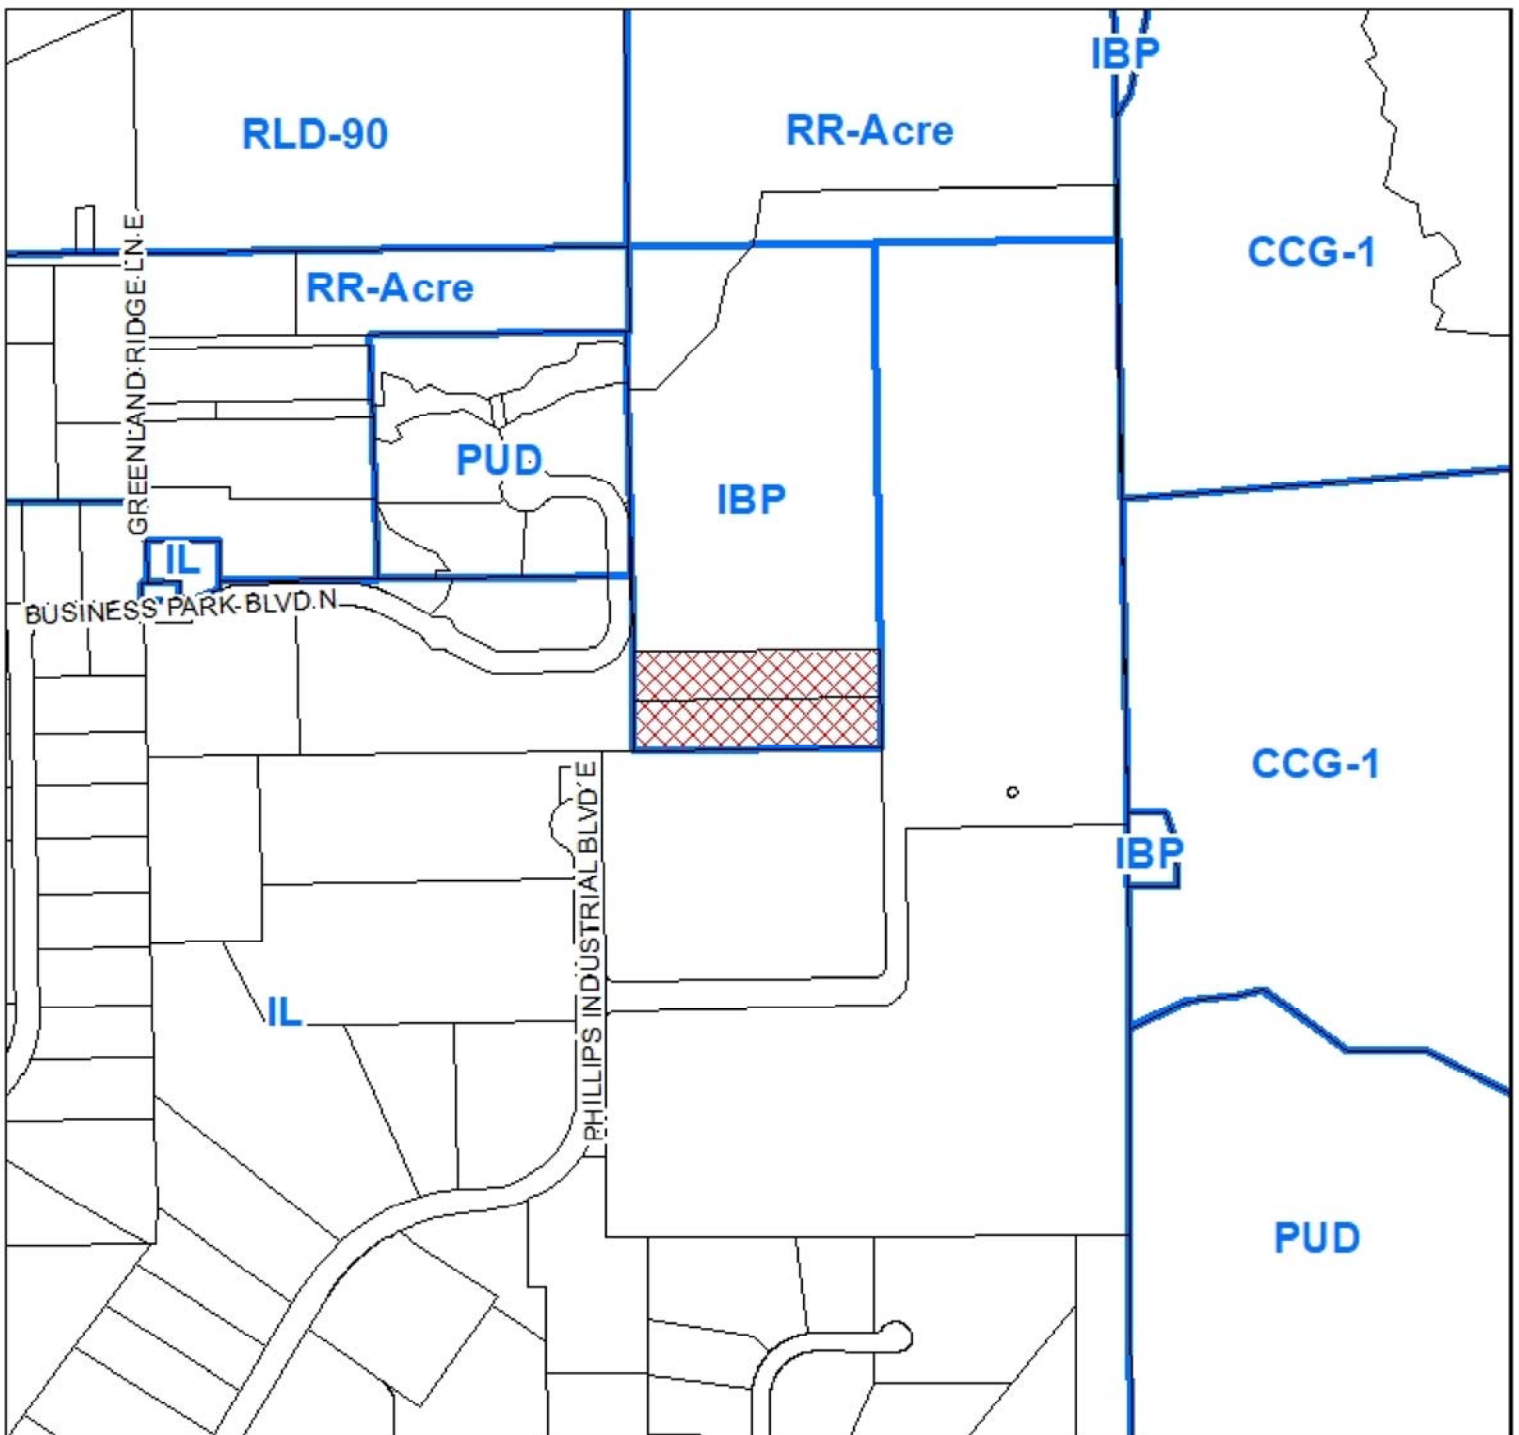 IBP
RLD-90
RR-Acre
CCG-1
RR-Acre
GREENLAND RIDGE LN E
PUD
IBP
IL
BUSINESS PARK BLVD N
CCG-1
PHILLIPS INDUSTRIAL BLVD E
IBP
IL
PUD